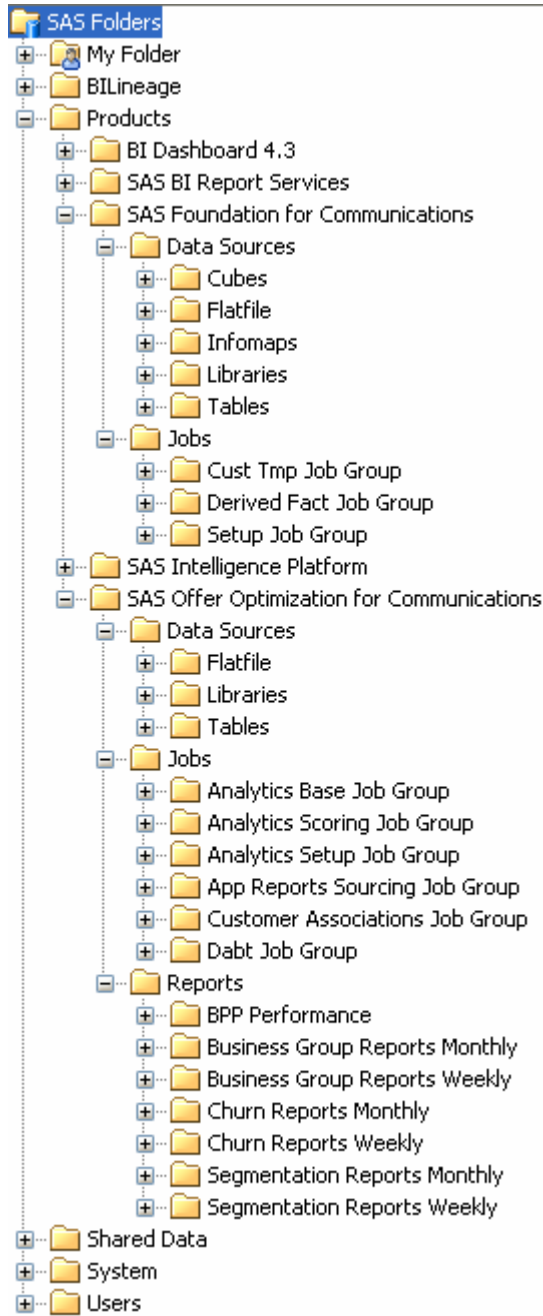 SAS Folders
My Folder
BILineage
Products
BI Dashboard 4.3
SAS BI Report Services
SAS Foundation for Communications
Data Sources
Cubes
Flatfile
Infomaps
Libraries
Tables
Jobs
Cust Tmp Job Group
Derived Fact Job Group
Setup Job Group
SAS Intelligence Platform
SAS Offer Optimization for Communications
Data Sources
Flatfile
Libraries
Tables
Jobs
Analytics Base Job Group
Analytics Scoring Job Group
Analytics Setup Job Group
App Reports Sourcing Job Group
Customer Associations Job Group
Dabt Job Group
Reports
BPP Performance
Business Group Reports Monthly
Business Group Reports Weekly
Churn Reports Monthly
Churn Reports Weekly
Segmentation Reports Monthly
Segmentation Reports Weekly
Shared Data
System
Users